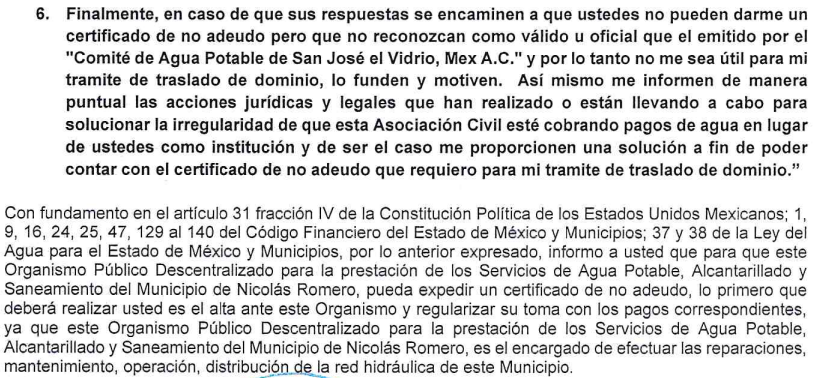 6. Finalmente, en caso de que sus respuestas se encaminen a que ustedes no pueden darme un
certificado de no adeudo pero que no reconozcan como válido u oficial que el emitido por el
"Comité de Agua Potable de San José el Vidrio, Mex A.C." y por lo tanto no me sea útil para mi
tramite de traslado de dominio, lo funden y motiven. Así mismo me informen de manera
puntual las acciones jurídicas y legales que han realizado o están llevando a cabo para
solucionar la irregularidad de que esta Asociación Civil esté cobrando pagos de agua en lugar
de ustedes como institución y de ser el caso me proporcionen una solución a fin de poder
contar con el certificado de no adeudo que requiero para mi tramite de traslado de dominio.”
Con fundamento en el artículo 31 fracción IV de la Constitución Política de los Estados Unidos Mexicanos; 1,
9, 16, 24, 25, 47, 129 al 140 del Código Financiero del Estado de México y Municipios; 37 y 38 de la Ley del
Agua para el Estado de México y Municipios, por lo anterior expresado, informo a usted que para que este
Organismo Público Descentralizado para la prestación de los Servicios de Agua Potable, Alcantarillado y
Saneamiento del Municipio de Nicolás Romero, pueda expedir un certificado de no adeudo, lo primero que
deberá realizar usted es el alta ante este Organismo y regularizar su toma con los pagos correspondientes,
ya que este Organismo Público Descentralizado para la prestación de los Servicios de Agua Potable,
Alcantarillado y Saneamiento del Municipio de Nicolás Romero, es el encargado de efectuar las reparaciones,
mantenimiento, operación, distribución de la red hidráulica de este Municipio.